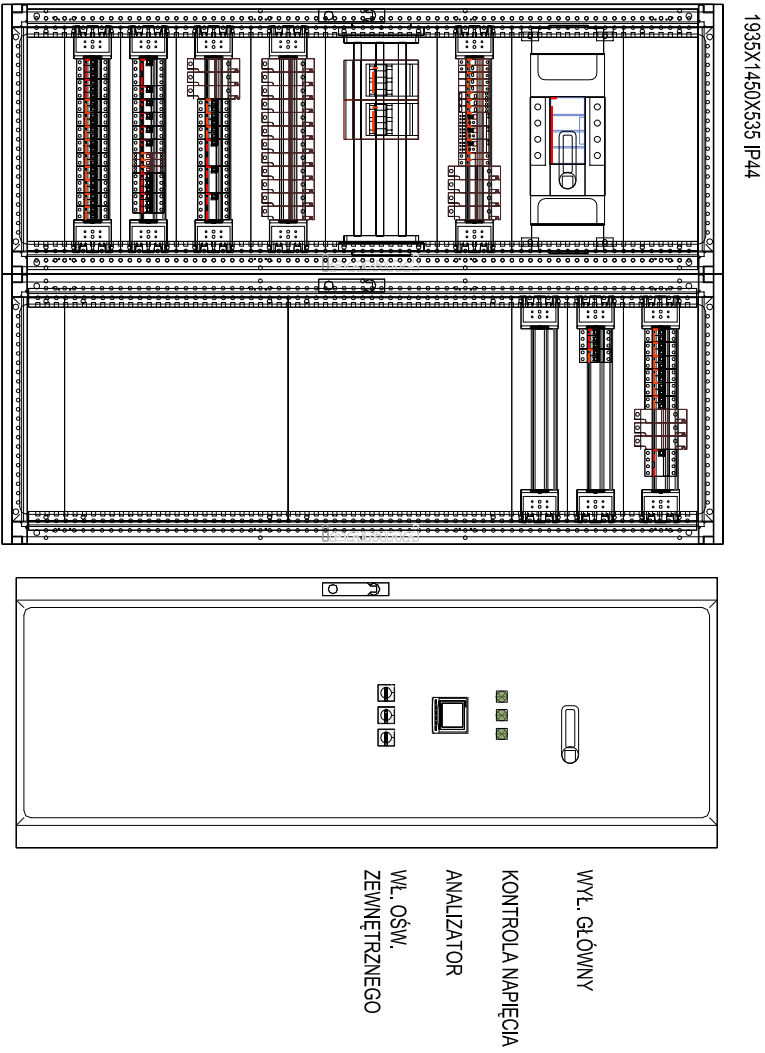 1935X1450X535 IP44
WYŁ. GŁÓWNY
KONTROLA NAPIĘCIA
ANALIZATOR
WŁ. OŚW.
ZEWNĘTRZNEGO